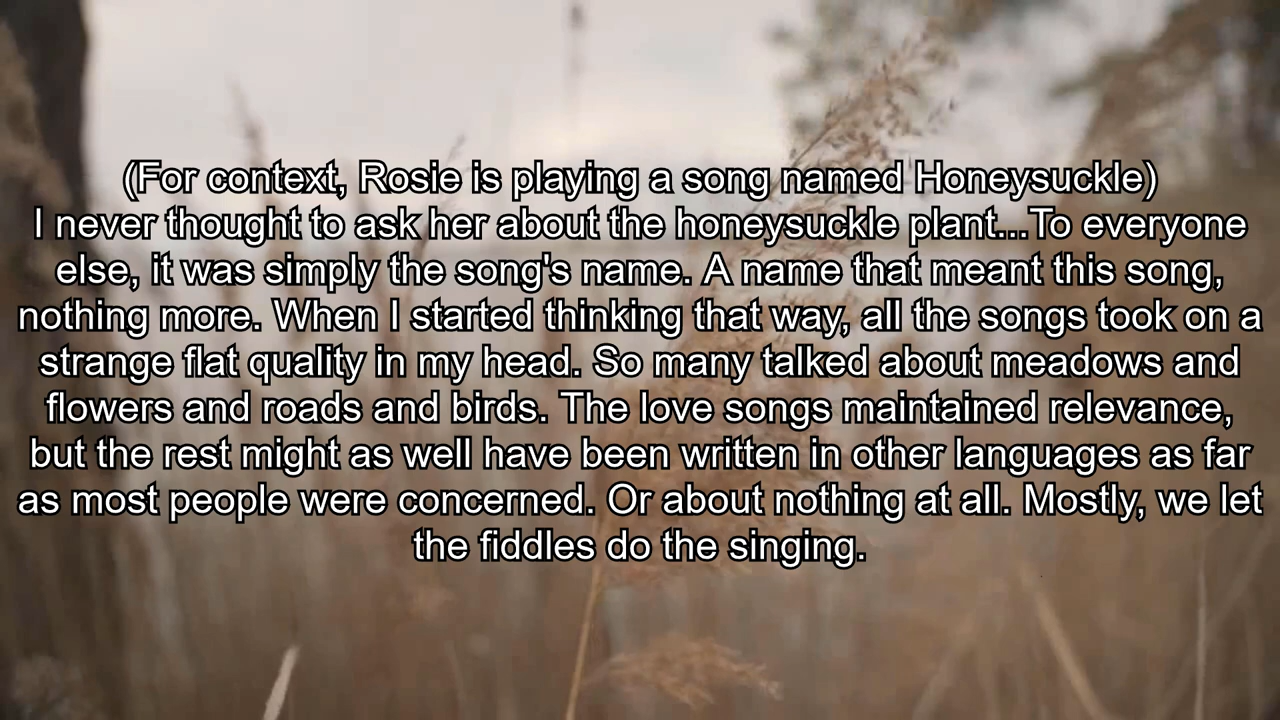 (For context, Rosie is playing a song named Honeysuckle)
I never thought to ask her about the honeysuckle plant...To everyone
else, it was simply the song's name. A name that meant this song,
nothing more. When I started thinking that way, all the songs took on a
strange flat quality in my head. So many talked about meadows and
flowers and roads and birds. The love songs maintained relevance,
but the rest might as well have been written in other languages as far
as most people were concerned. Or about nothing at all. Mostly, we let
the fiddles do the singing.